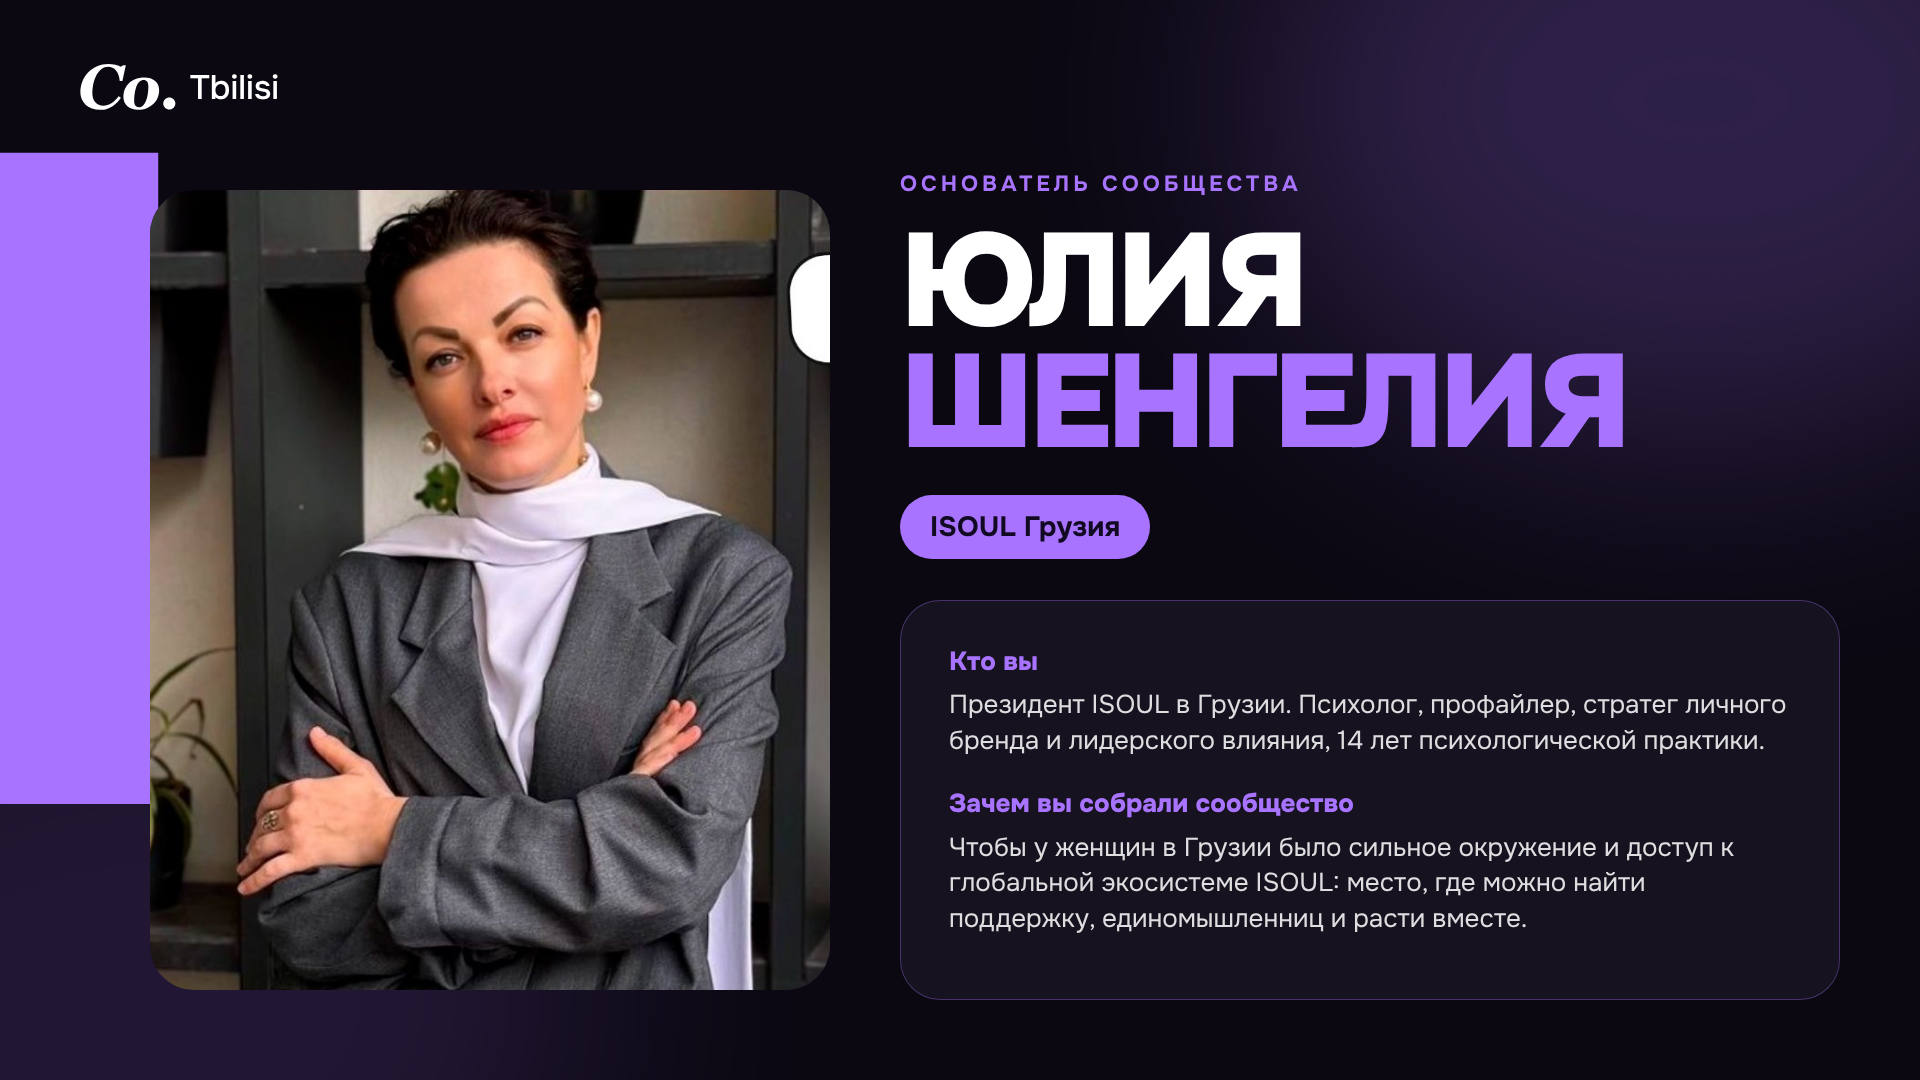 Co. Tbilisi
ОСНОВАТЕЛЬ СООБЩЕСТВА
ЮЛИЯ
ШЕНГЕЛИЯ
ISOUL Грузия
Кто вы
Президент ISOUL в Грузии. Психолог, профайлер, стратег личного
бренда и лидерского влияния, 14 лет психологической практики.
Зачем вы собрали сообщество
Чтобы у женщин в Грузии было сильное окружение и доступ к
глобальной экосистеме ISOUL: место, где можно найти
поддержку, единомышленниц и расти вместе.